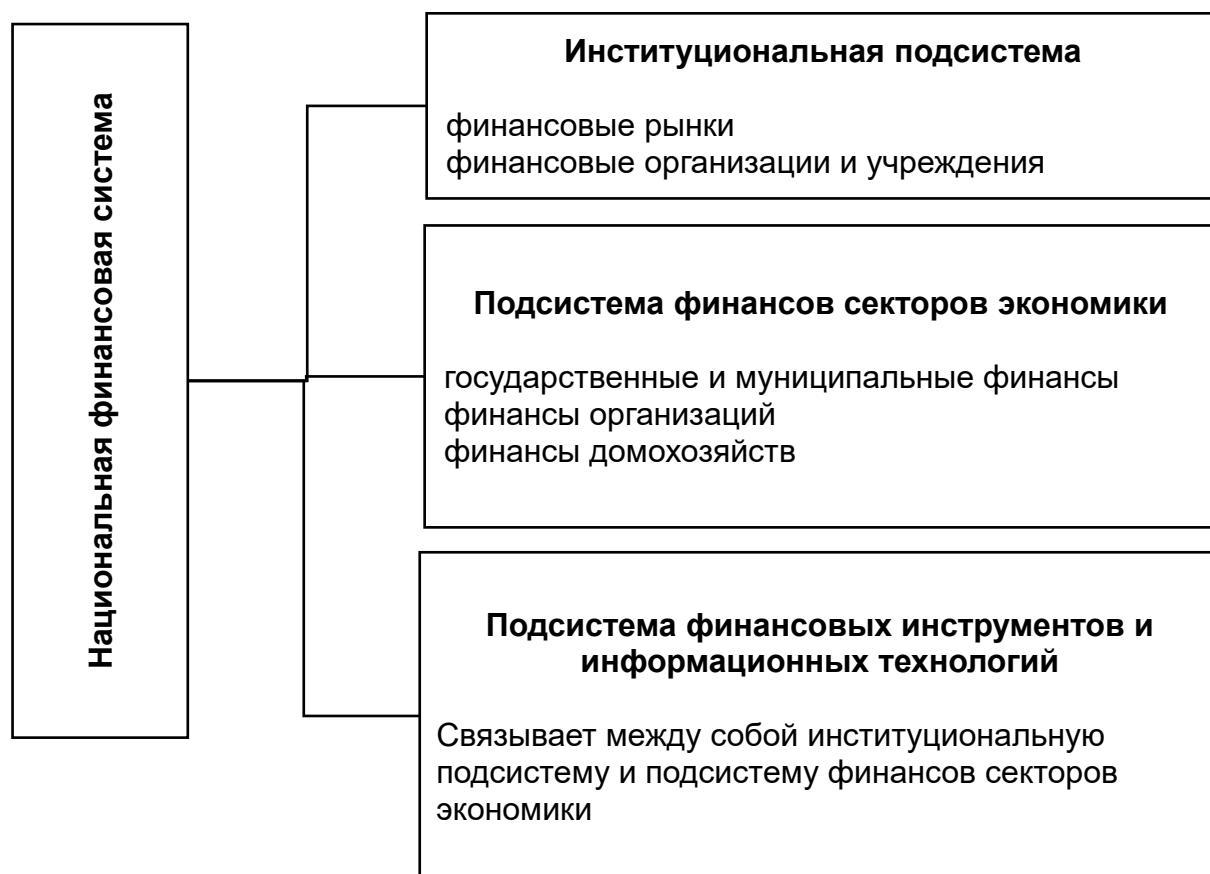 Национальная финансовая система
Институциональная подсистема
финансовые рынки
финансовые организации и учреждения
Подсистема финансов секторов экономики
государственные и муниципальные финансы
финансы организаций
финансы домохозяйств
Подсистема финансовых инструментов и
информационных технологий
Связывает между собой институциональную
подсистему и подсистему финансов секторов
экономики